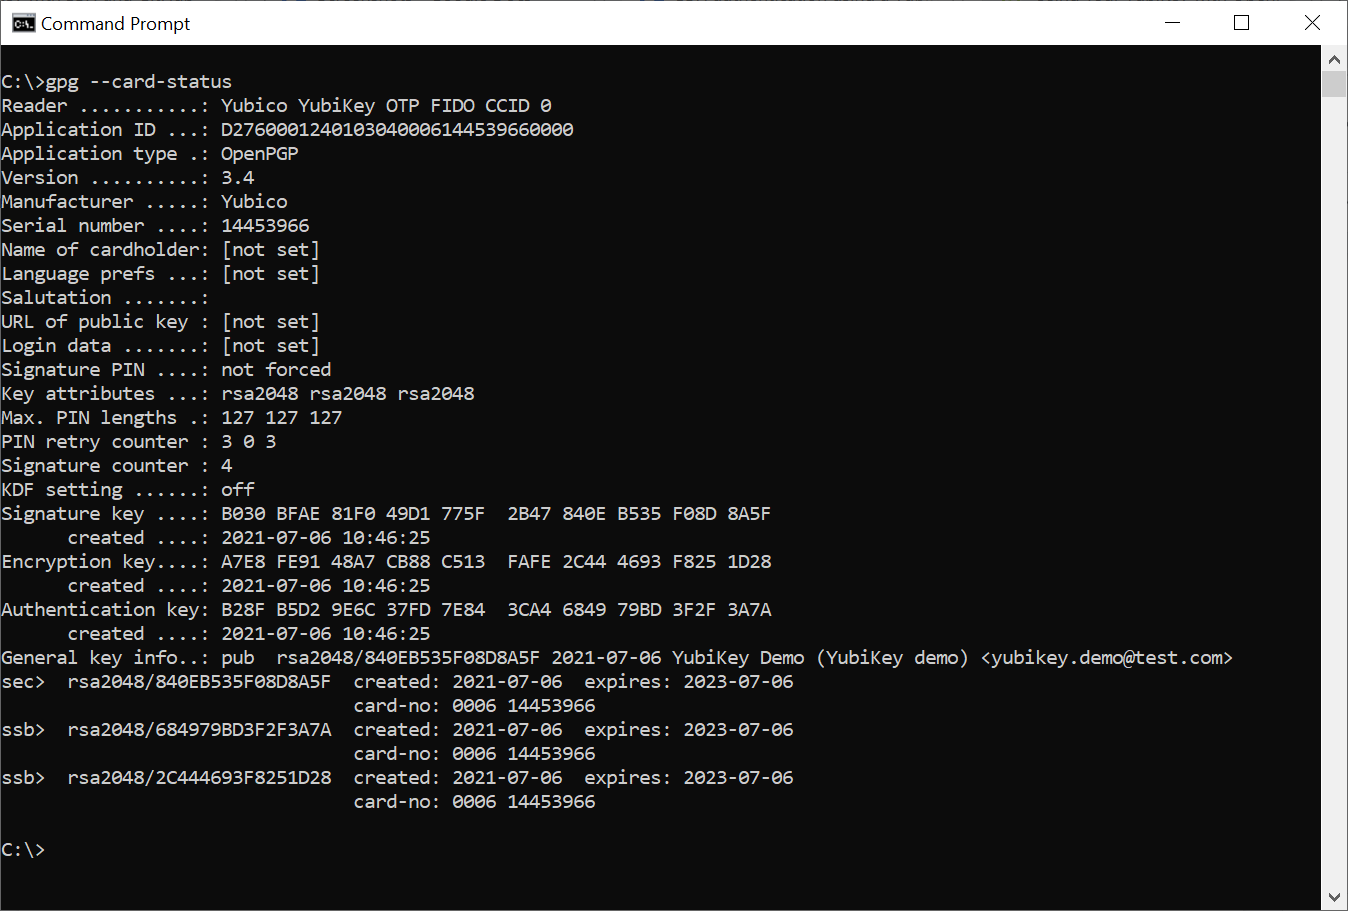 Command Prompt
C:\>gpg --card-status
Reader ...........: Yubico YubiKey OTP FIDO CCID 0
Application ID ...: D2760001240103040006144539660000
Application type .: OpenPGP
Version ..........: 3.4
Manufacturer .....: Yubico
Serial number ....: 14453966
Name of cardholder: [not set]
Language prefs ...: [not set]
Salutation .......:
URL of public key : [not set]
Login data .......: [not set]
Signature PIN ....: not forced
Key attributes ...: rsa2048 rsa2048 rsa2048
Max. PIN lengths .: 127 127 127
PIN retry counter : 3 0 3
Signature counter : 4
KDF setting ......: off
Signature key ....: B030 BFAE 81F0 49D1 775F  2B47 840E B535 F08D 8A5F
      created ....: 2021-07-06 10:46:25
Encryption key....: A7E8 FE91 48A7 CB88 C513  FAFE 2C44 4693 F825 1D28
      created ....: 2021-07-06 10:46:25
Authentication key: B28F B5D2 9E6C 37FD 7E84  3CA4 6849 79BD 3F2F 3A7A
      created ....: 2021-07-06 10:46:25
General key info..: pub  rsa2048/840EB535F08D8A5F 2021-07-06 YubiKey Demo (YubiKey demo) <yubikey.demo@test.com>
sec>  rsa2048/840EB535F08D8A5F  created: 2021-07-06  expires: 2023-07-06
                                card-no: 0006 14453966
ssb>  rsa2048/684979BD3F2F3A7A  created: 2021-07-06  expires: 2023-07-06
                                card-no: 0006 14453966
ssb>  rsa2048/2C444693F8251D28  created: 2021-07-06  expires: 2023-07-06
                                card-no: 0006 14453966
C:\>